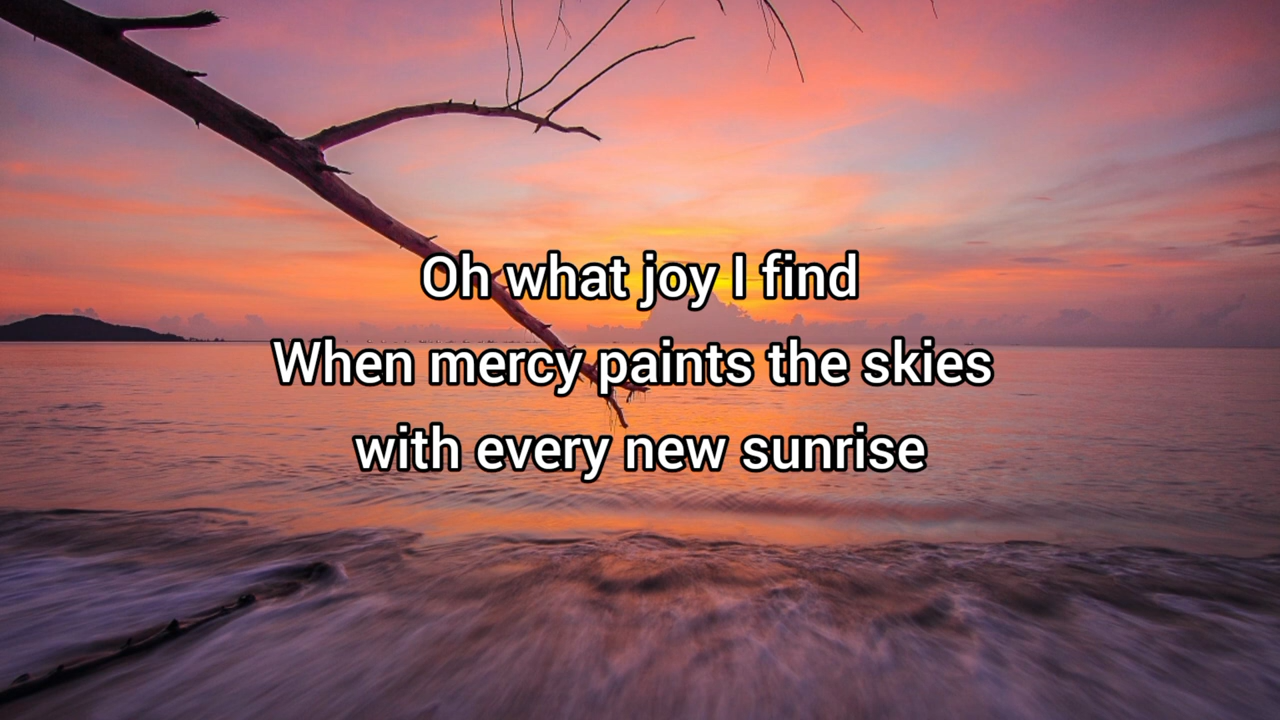 Oh what joy I find
When mercy paints the skies
with every new sunrise